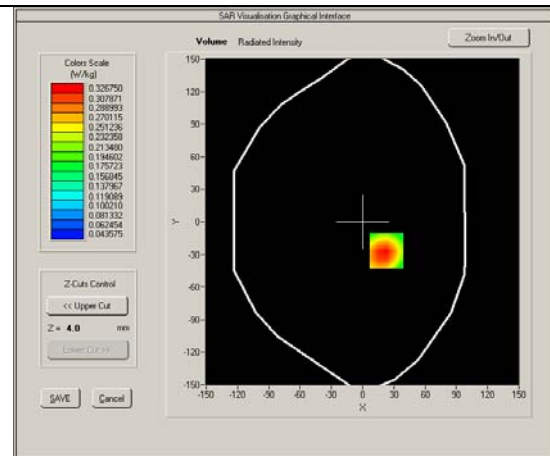 SAR Visualisation Graphical Interface
Volume Radiated Intensity
Zoom In/Out
Colors Scale
(W/kg)
0.326750
0.307871
0.288993
0.270115
0.251236
0.232358
0.213480
0.194602
0.175723
0.156845
0.137967
0.119089
0.100210
0.081332
0.062454
0.043575
Z-Cuts Control
<< Upper Cut
Z = 4.0 mm
Lower Cut >>
SAVE Cancel
150
120
90
60
30
0
-30
-60
-90
-120
-150
Y
-150 -120 -90 -60 -30 0 30 60 90 120 150
X